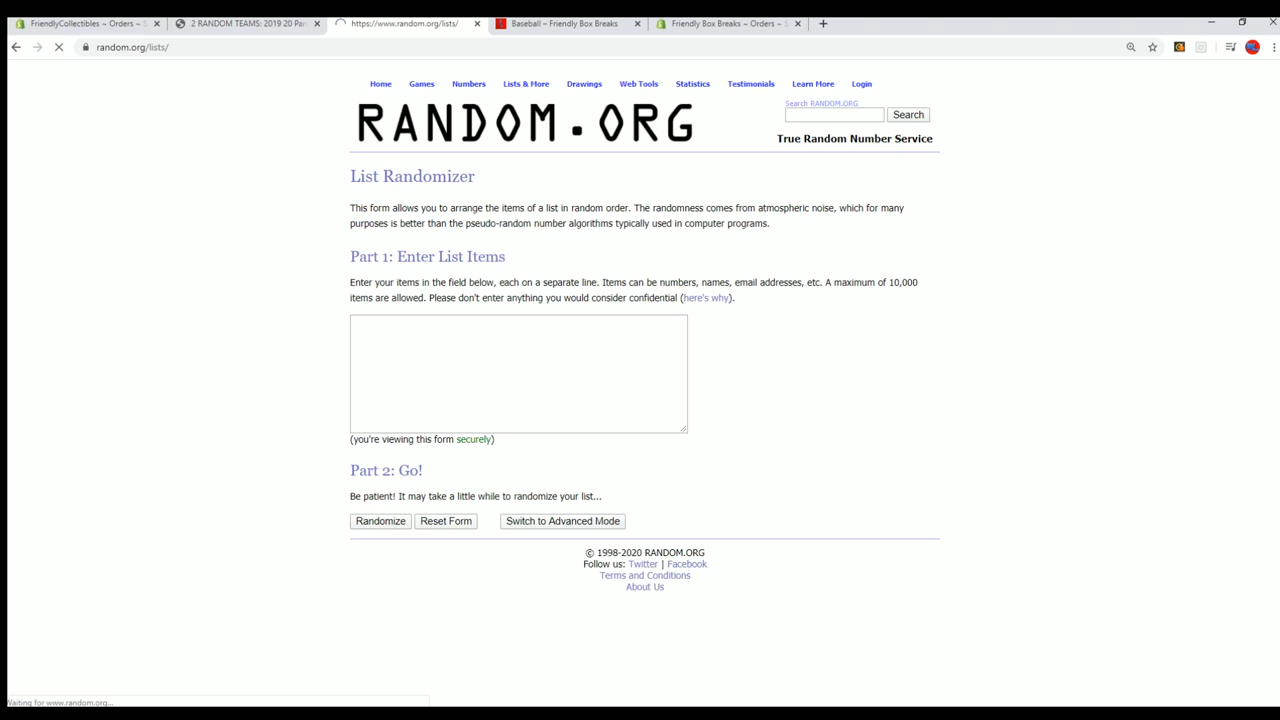 FriendlyCollectibles ~ Orders ~ S
2 RANDOM TEAMS: 2019 20 Pan
https://www.random.org/lists/
Baseball – Friendly Box Breaks
Friendly Box Breaks ~ Orders ~ S
random.org/lists/
Home Games Numbers Lists & More Drawings Web Tools Statistics Testimonials Learn More Login
RANDOM.ORG
Search RANDOM.ORG
Search
True Random Number Service
List Randomizer
This form allows you to arrange the items of a list in random order. The randomness comes from atmospheric noise, which for many
purposes is better than the pseudo-random number algorithms typically used in computer programs.
Part 1: Enter List Items
Enter your items in the field below, each on a separate line. Items can be numbers, names, email addresses, etc. A maximum of 10,000
items are allowed. Please don't enter anything you would consider confidential (here's why).
(you're viewing this form securely)
Part 2: Go!
Be patient! It may take a little while to randomize your list...
Randomize Reset Form Switch to Advanced Mode
© 1998-2020 RANDOM.ORG
Follow us: Twitter | Facebook
Terms and Conditions
About Us
Waiting for www.random.org...